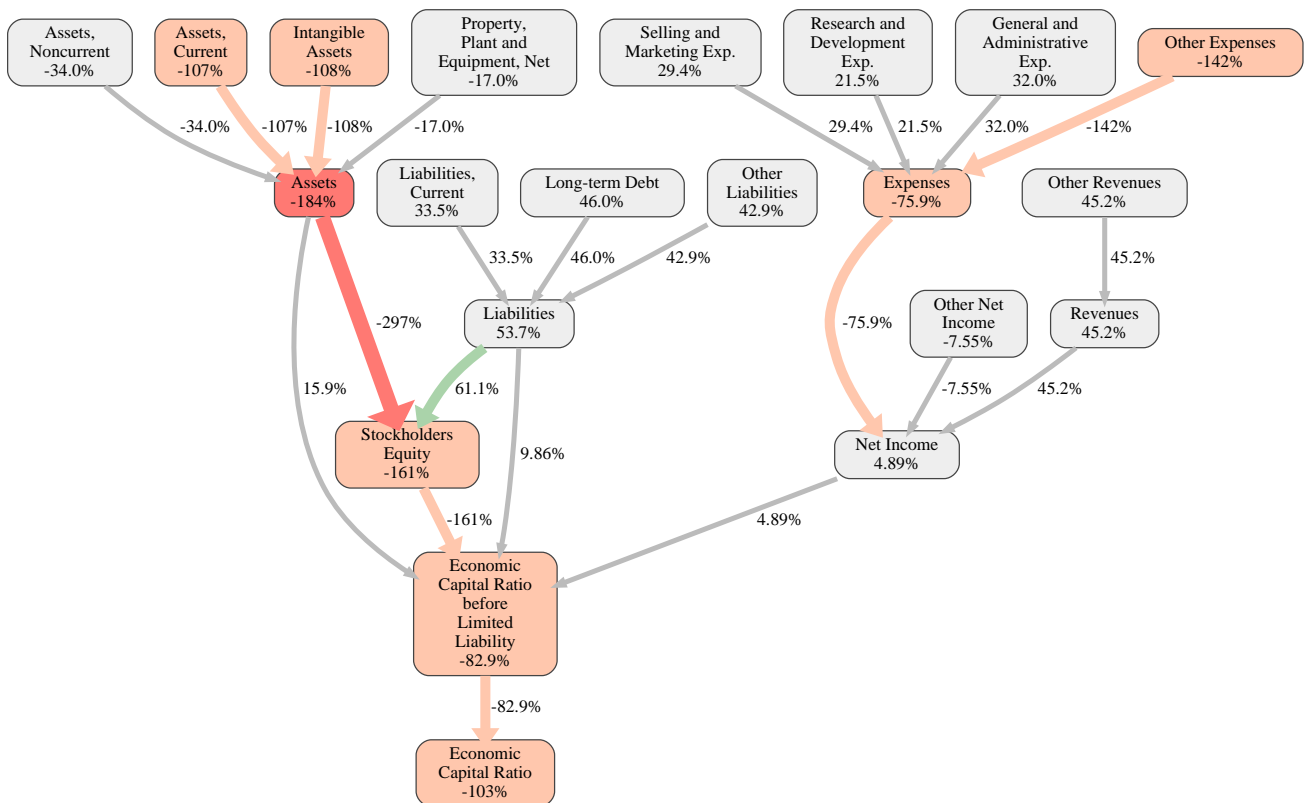 Assets,
Noncurrent
-34.0%
Assets,
Current
-107%
Intangible
Assets
-108%
Property,
Plant and
Equipment, Net
-17.0%
Selling and
Marketing Exp.
29.4%
Research and
Development
Exp.
21.5%
General and
Administrative
Exp.
32.0%
Other Expenses
-142%
-34.0%
-107%
-108%
-17.0%
29.4%
21.5%
32.0%
-142%
Assets
-184%
Liabilities,
Current
33.5%
Long-term Debt
46.0%
Other
Liabilities
42.9%
Expenses
-75.9%
Other Revenues
45.2%
33.5%
46.0%
42.9%
45.2%
-297%
Liabilities
53.7%
-75.9%
Other Net
Income
-7.55%
Revenues
45.2%
15.9%
61.1%
-7.55%
45.2%
Stockholders
Equity
-161%
9.86%
Net Income
4.89%
-161%
4.89%
Economic
Capital Ratio
before
Limited
Liability
-82.9%
-82.9%
Economic
Capital Ratio
-103%